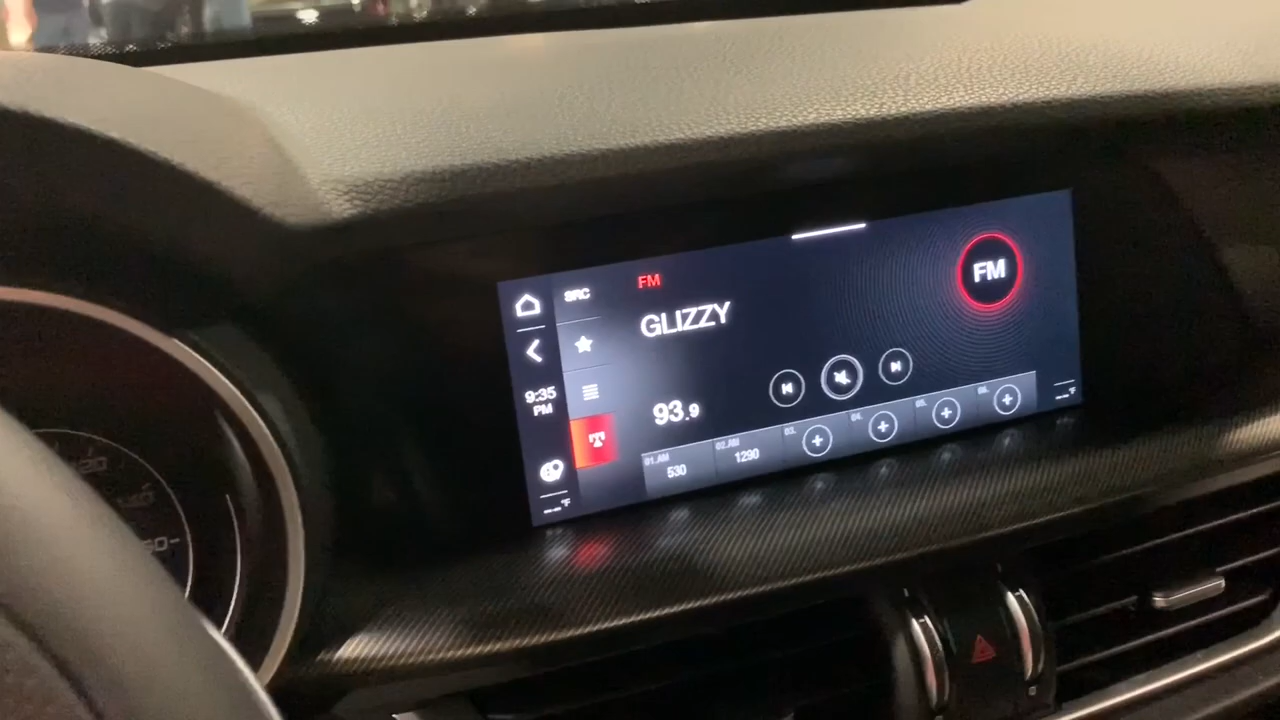 FM
FM
SRC
GLIZZY
9:35
PM
93.9
01.AM
530
02.AM
1290
03.
04.
05.
06.
--.-°F
--.-°F